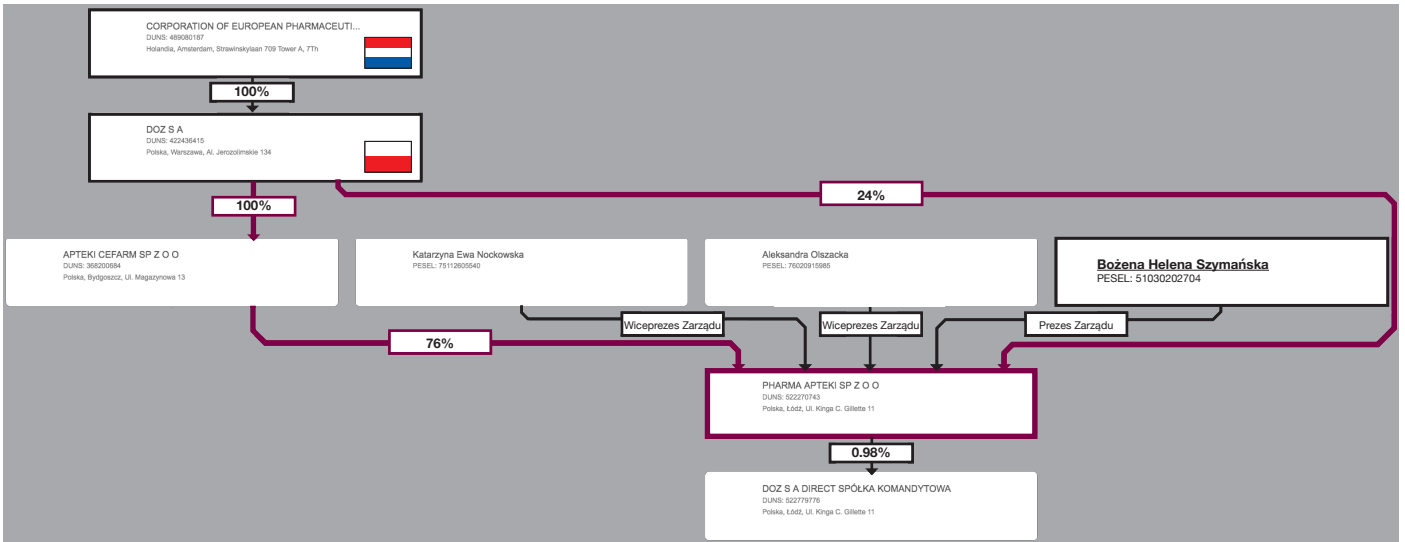 CORPORATION OF EUROPEAN PHARMACEUTI...
DUNS: 489080187
Holandia, Amsterdam, Strawinskylaan 709 Tower A, 7Th
100%
DOZ S A
DUNS: 422436415
Polska, Warszawa, Al. Jerozolimskie 134
100%
24%
APTEKI CEFARM SP Z O O
DUNS: 368200684
Polska, Bydgoszcz, Ul. Magazynowa 13
Katarzyna Ewa Nockowska
PESEL: 75112605540
Aleksandra Olszacka
PESEL: 76020915985
Bożena Helena Szymańska
PESEL: 51030202704
Wiceprezes Zarządu
Wiceprezes Zarządu
Prezes Zarządu
76%
PHARMA APTEKI SP Z O O
DUNS: 522270743
Polska, Łódź, Ul. Kinga C. Gillette 11
0.98%
DOZ S A DIRECT SPÓŁKA KOMANDYTOWA
DUNS: 522779776
Polska, Łódź, Ul. Kinga C. Gillette 11